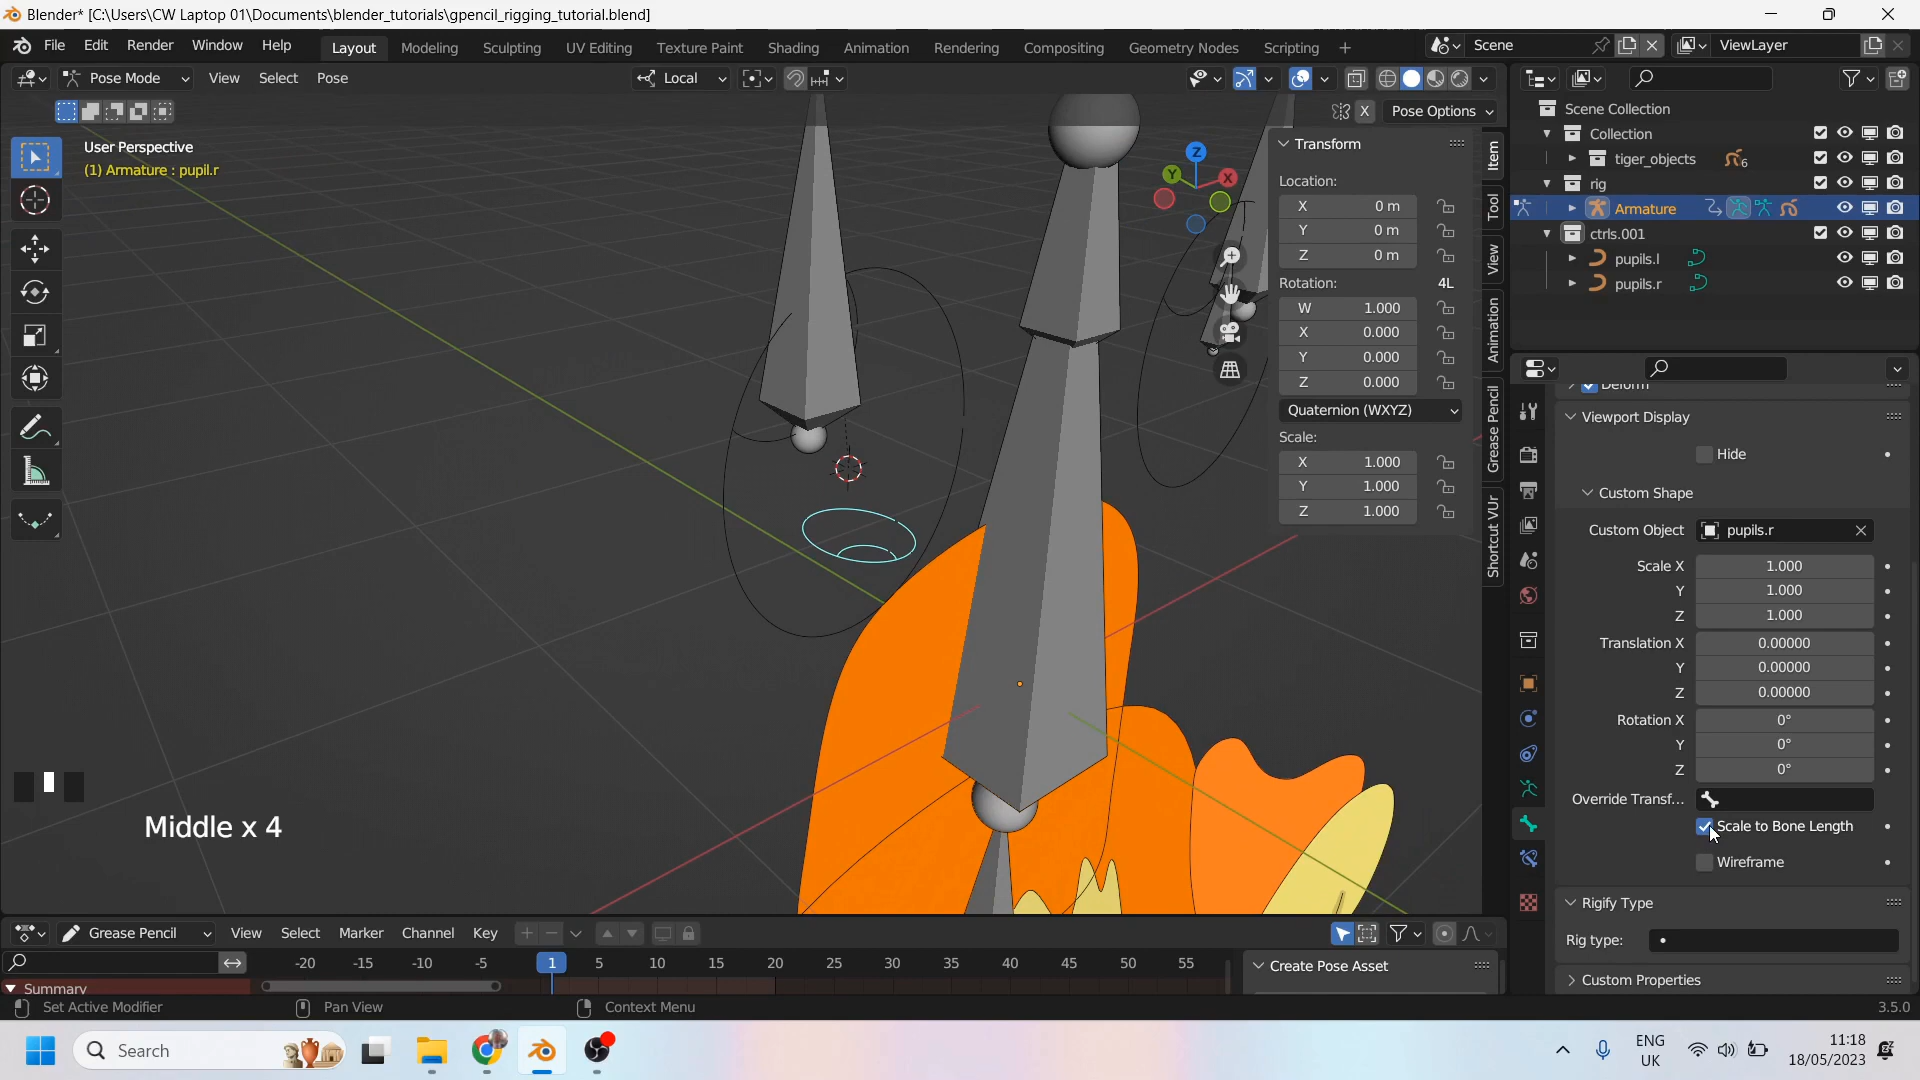 Blender* [C:\Users\CW Laptop 01\Documents\blender_tutorials\gpencil_rigging_tutorial.blend]
File Edit Render Window Help Layout Modeling Sculpting UV Editing Texture Paint Shading Animation Rendering Compositing Geometry Nodes Scripting + Scene ViewLayer
Pose Mode View Select Pose Local
X Pose Options
User Perspective
(1) Armature : pupil.r
Z
Y
X
Transform
Location:
X 0 m
Y 0 m
Z 0 m
Rotation: 4L
W 1.000
X 0.000
Y 0.000
Z 0.000
Quaternion (WXYZ)
Scale:
X 1.000
Y 1.000
Z 1.000
Item
Tool
View
Animation
Grease Pencil
Shortcut VUr
Scene Collection
Collection
tiger_objects 6
rig
Armature
ctrls.001
pupils.l
pupils.r
Deform
Viewport Display
Hide
Custom Shape
Custom Object pupils.r
Scale X 1.000
Y 1.000
Z 1.000
Translation X 0.00000
Y 0.00000
Z 0.00000
Rotation X 0°
Y 0°
Z 0°
Override Transf...
Scale to Bone Length
Wireframe
Rigify Type
Rig type:
Custom Properties
Middle x 4
Grease Pencil View Select Marker Channel Key
-20 -15 -10 -5 1 5 10 15 20 25 30 35 40 45 50 55
Summary
Create Pose Asset
Set Active Modifier Pan View Context Menu 3.5.0
Search
ENG
UK
11:18
18/05/2023